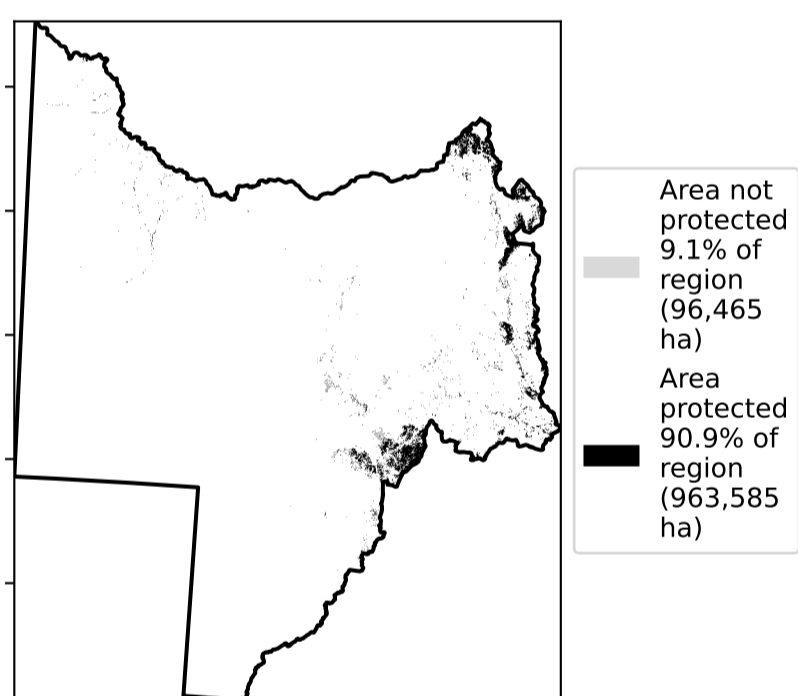 Area not
protected
9.1% of
region
(96,465
ha)
Area
protected
90.9% of
region
(963,585
ha)